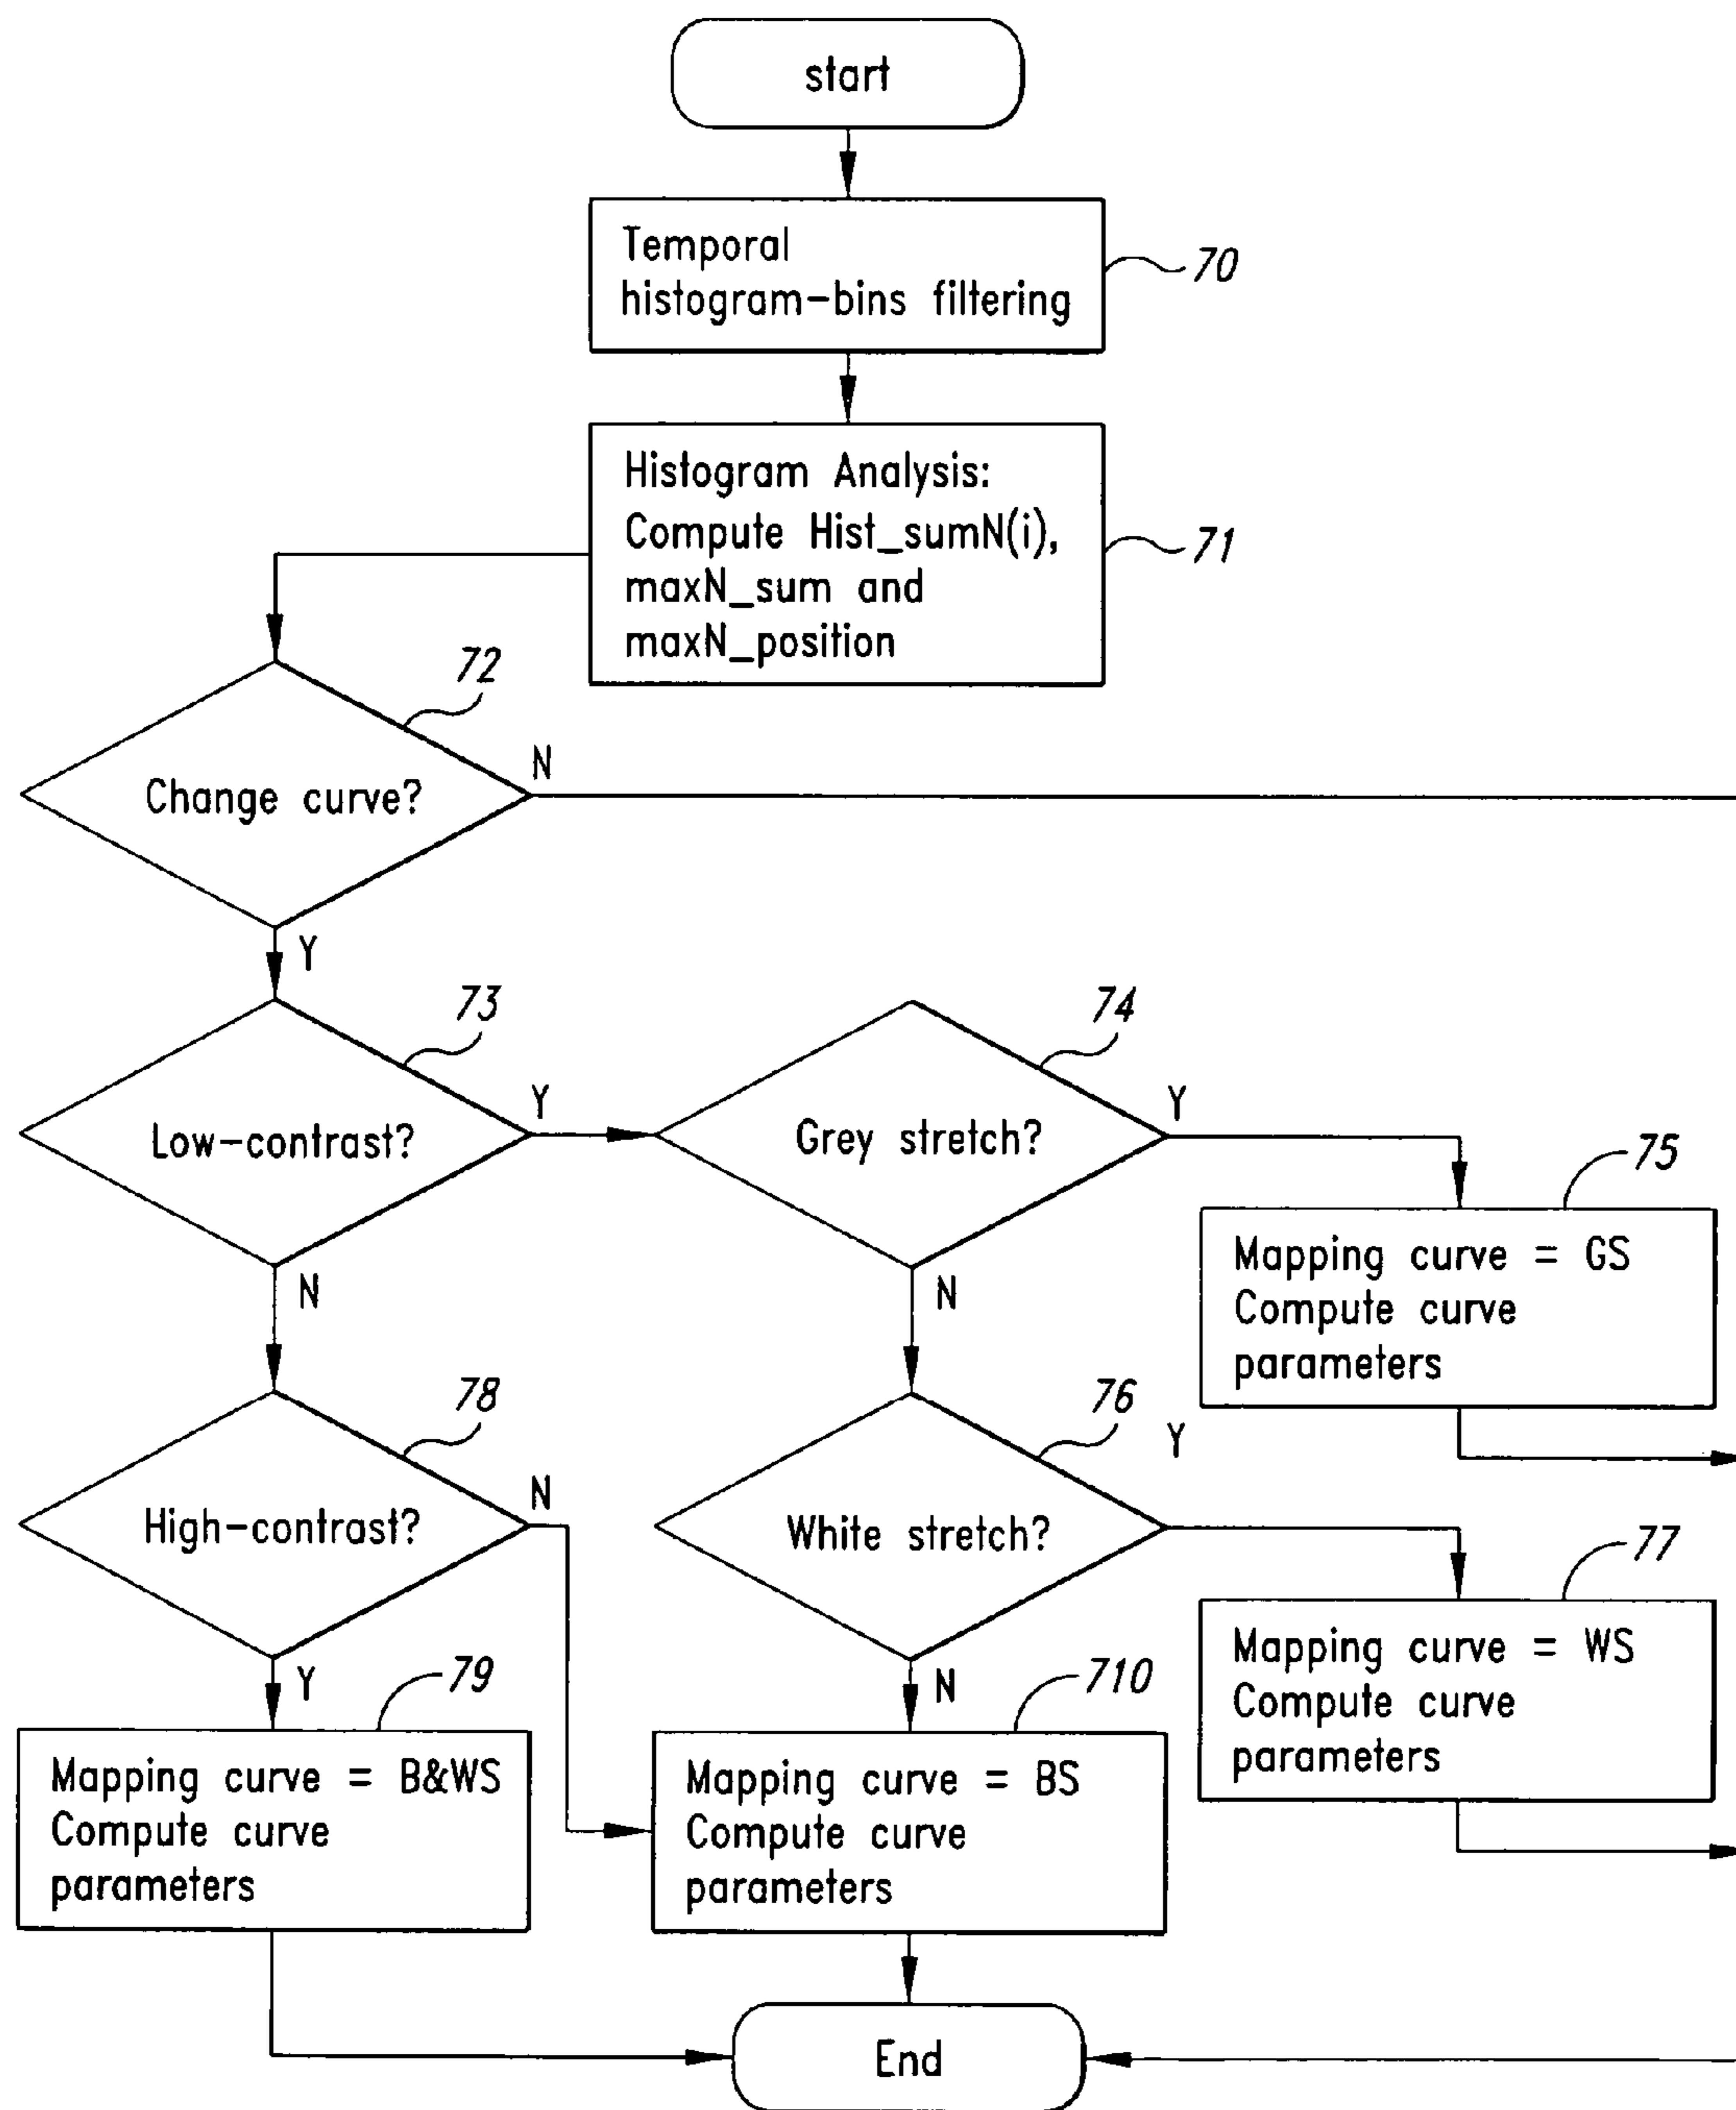 start
Temporal
histogram-bins filtering
70
Histogram Analysis:
Compute Hist_sumN(i),
maxN_sum and
maxN_position
71
72
Change curve?
N
Y
73
Low-contrast?
Y
N
74
Grey stretch?
Y
N
75
Mapping curve = GS
Compute curve
parameters
78
High-contrast?
N
Y
76
White stretch?
Y
N
77
Mapping curve = WS
Compute curve
parameters
79
Mapping curve = B&WS
Compute curve
parameters
710
Mapping curve = BS
Compute curve
parameters
End